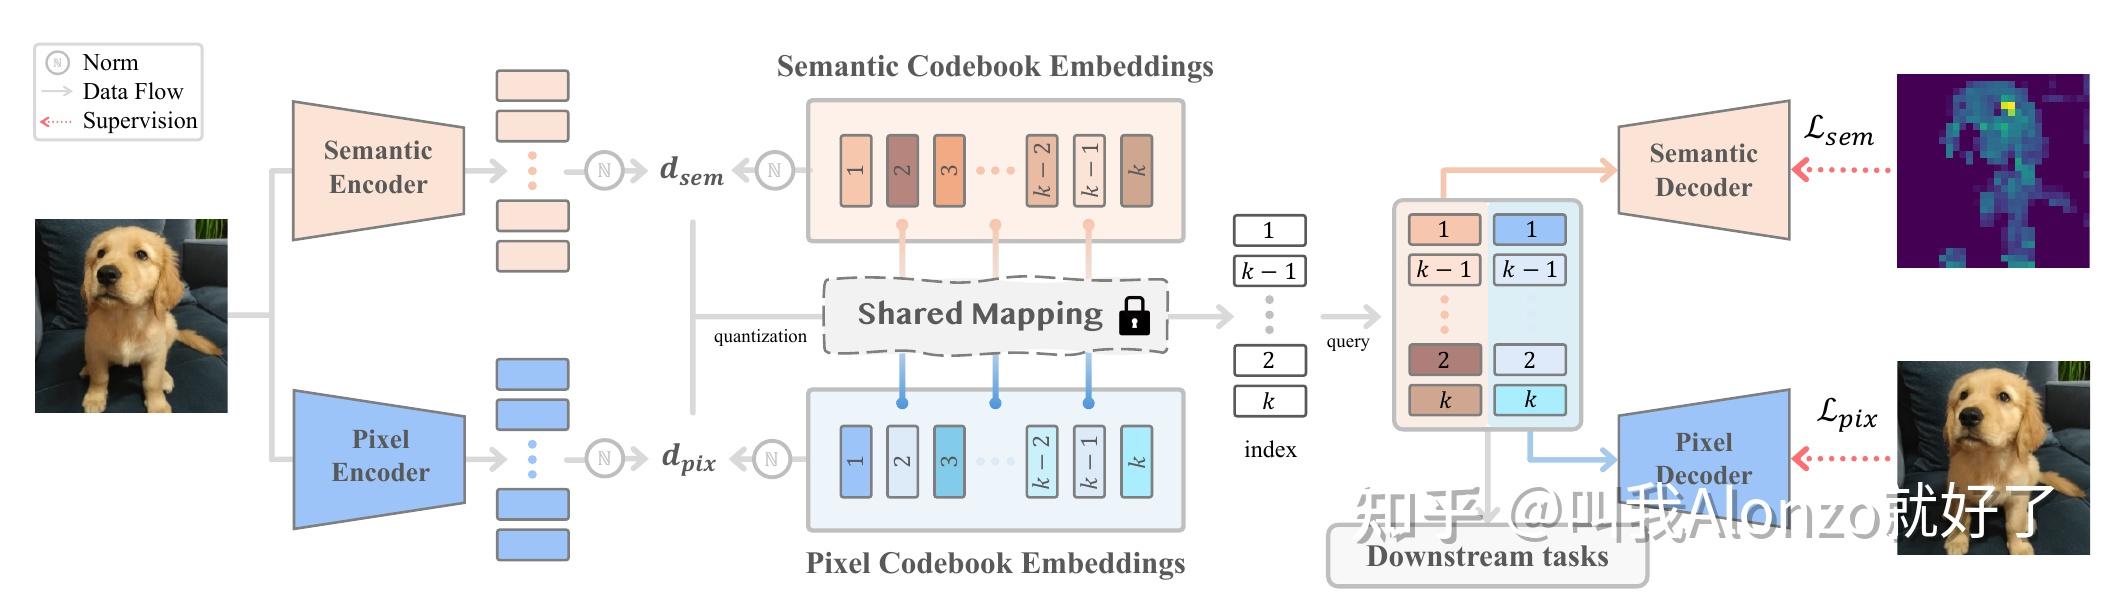 ℕ Norm
Data Flow
Supervision
Semantic
Encoder
Pixel
Encoder
ℕ
d_sem
ℕ
ℕ
d_pix
ℕ
quantization
Semantic Codebook Embeddings
1 2 3 k − 2 k − 1 k
Shared Mapping
1 2 3 k − 2 k − 1 k
Pixel Codebook Embeddings
1
k − 1
2
k
index
query
1 1
k − 1 k − 1
2 2
k k
Semantic
Decoder
ℒ_sem
Pixel
Decoder
ℒ_pix
Downstream tasks
知乎 @叫我Alonzo就好了